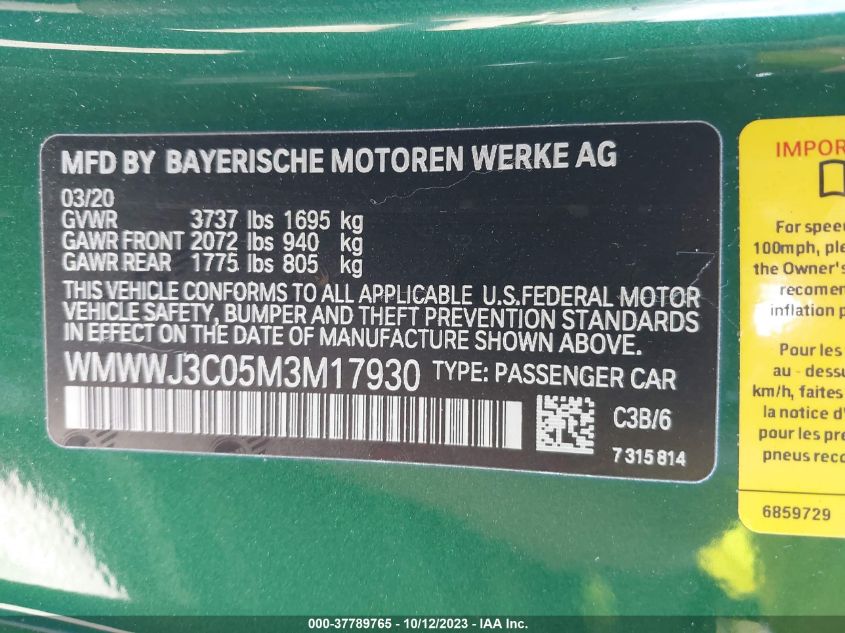 MFD BY BAYERISCHE MOTOREN WERKE AG
03/20
GVWR 3737 lbs 1695 kg
GAWR FRONT 2072 lbs 940 kg
GAWR REAR 1775 lbs 805 kg
THIS VEHICLE CONFORMS TO ALL APPLICABLE U.S.FEDERAL MOTOR
VEHICLE SAFETY, BUMPER AND THEFT PREVENTION STANDARDS
IN EFFECT ON THE DATE OF MANUFACTURE SHOWN ABOVE.
WMWWJ3C05M3M17930 TYPE: PASSENGER CAR
C3B/6
7 315 814
IMPOR
For spee
100mph, ple
the Owner's
recomen
inflation p
Pour les
au - dessu
km/h, faites
la notice d'
pour les pre
pneus reco
6859729
000-37789765 - 10/12/2023 - IAA Inc.